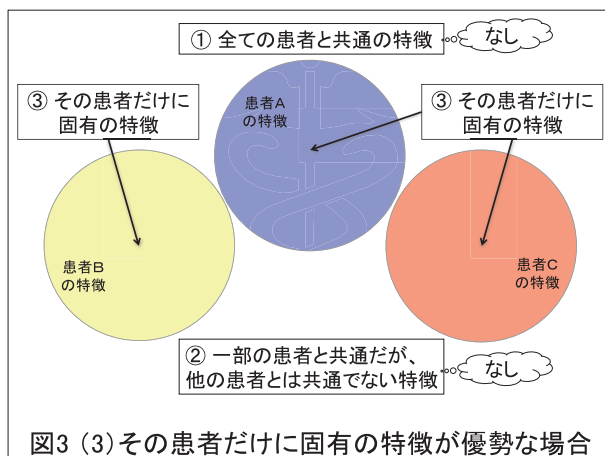 ① 全ての患者と共通の特徴
なし
③ その患者だけに
固有の特徴
患者A
の特徴
③ その患者だけに
固有の特徴
患者B
の特徴
患者C
の特徴
② 一部の患者と共通だが、
他の患者とは共通でない特徴
なし
図3 (3)その患者だけに固有の特徴が優勢な場合